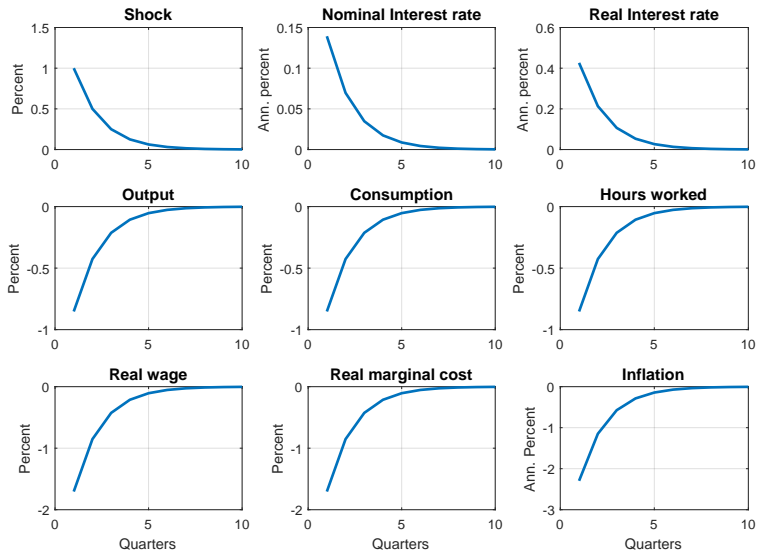 Shock
Nominal Interest rate
Real Interest rate
1.5
1
0.5
0
Percent
0
5
10
0.15
0.1
0.05
0
Ann. percent
0
5
10
0.6
0.4
0.2
0
Ann. percent
0
5
10
Output
Consumption
Hours worked
0
-0.5
-1
Percent
0
5
10
0
-0.5
-1
Percent
0
5
10
0
-0.5
-1
Percent
0
5
10
Real wage
Real marginal cost
Inflation
0
-1
-2
Percent
0
5
10
Quarters
0
-1
-2
Percent
0
5
10
Quarters
0
-1
-2
-3
Ann. Percent
0
5
10
Quarters